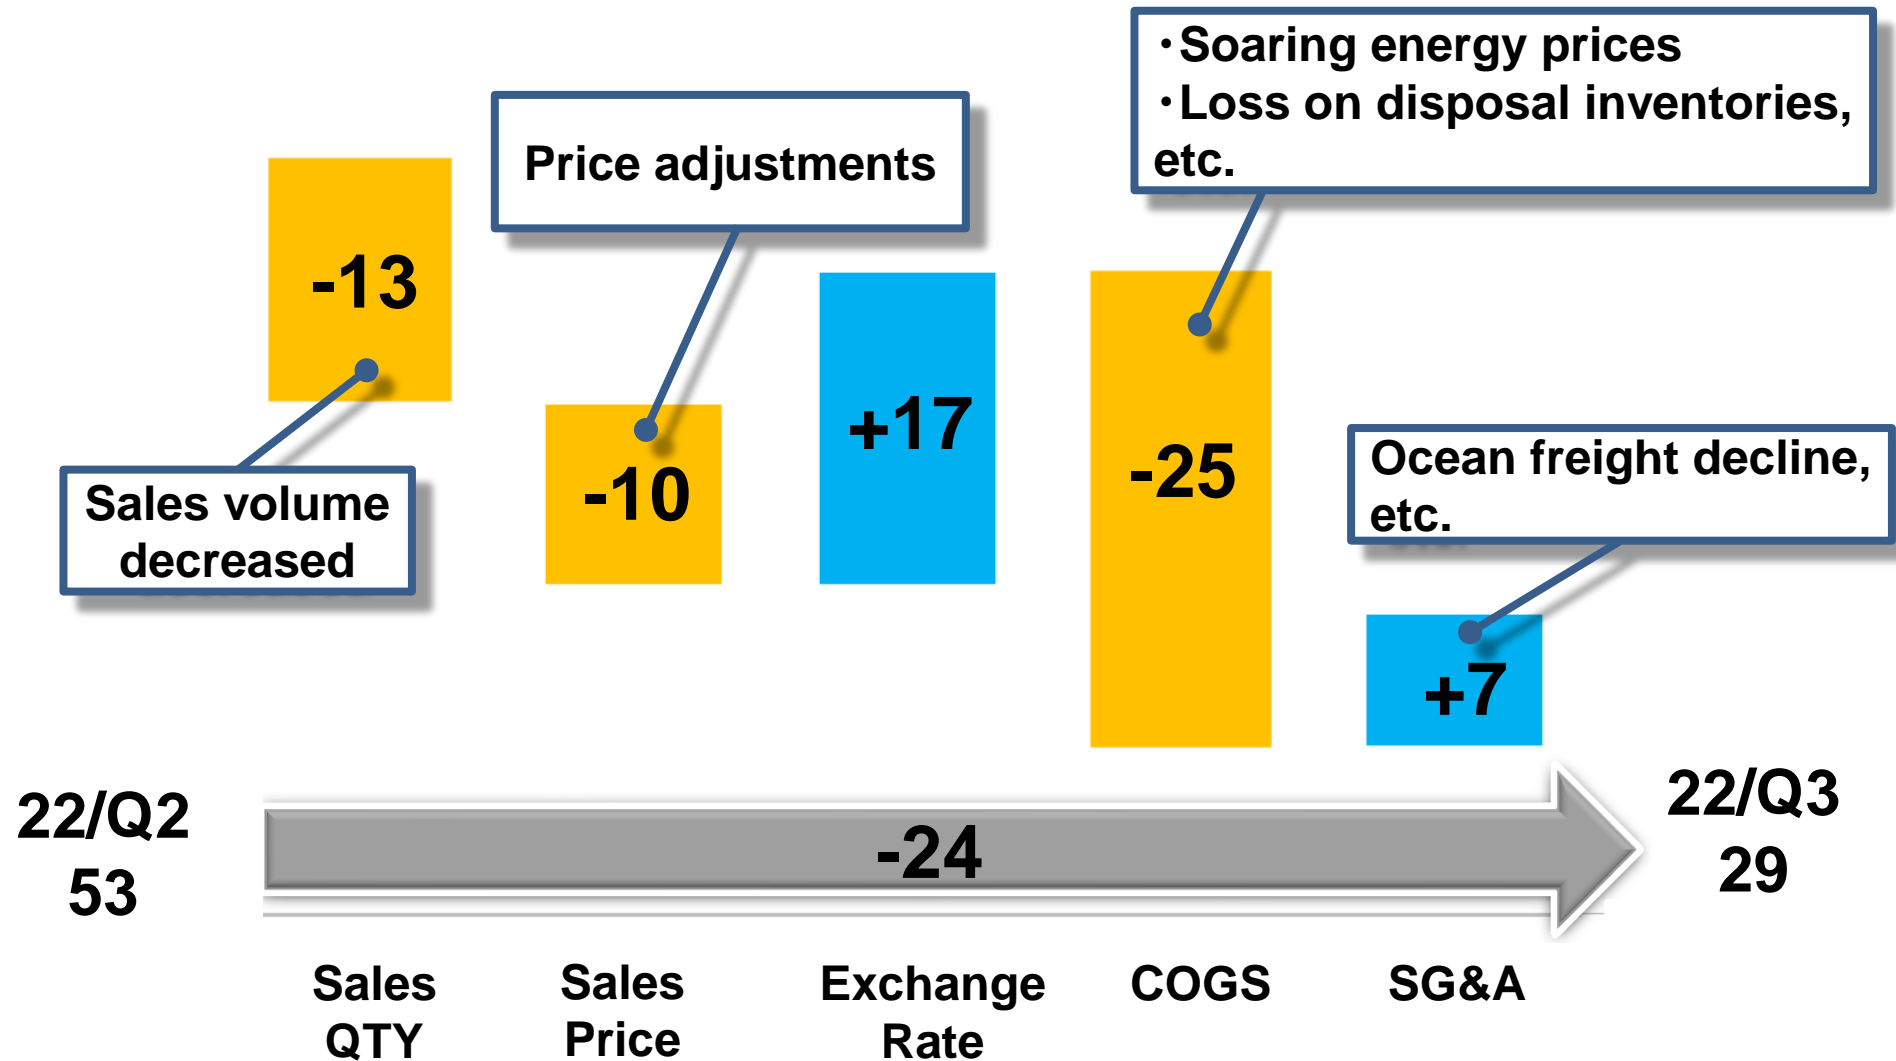 ・Soaring energy prices
・Loss on disposal inventories,
etc.
Price adjustments
-13
+17
-25
-10
Ocean freight decline,
etc.
Sales volume
decreased
+7
22/Q2
53
-24
22/Q3
29
Sales
QTY
Sales
Price
Exchange
Rate
COGS
SG&A